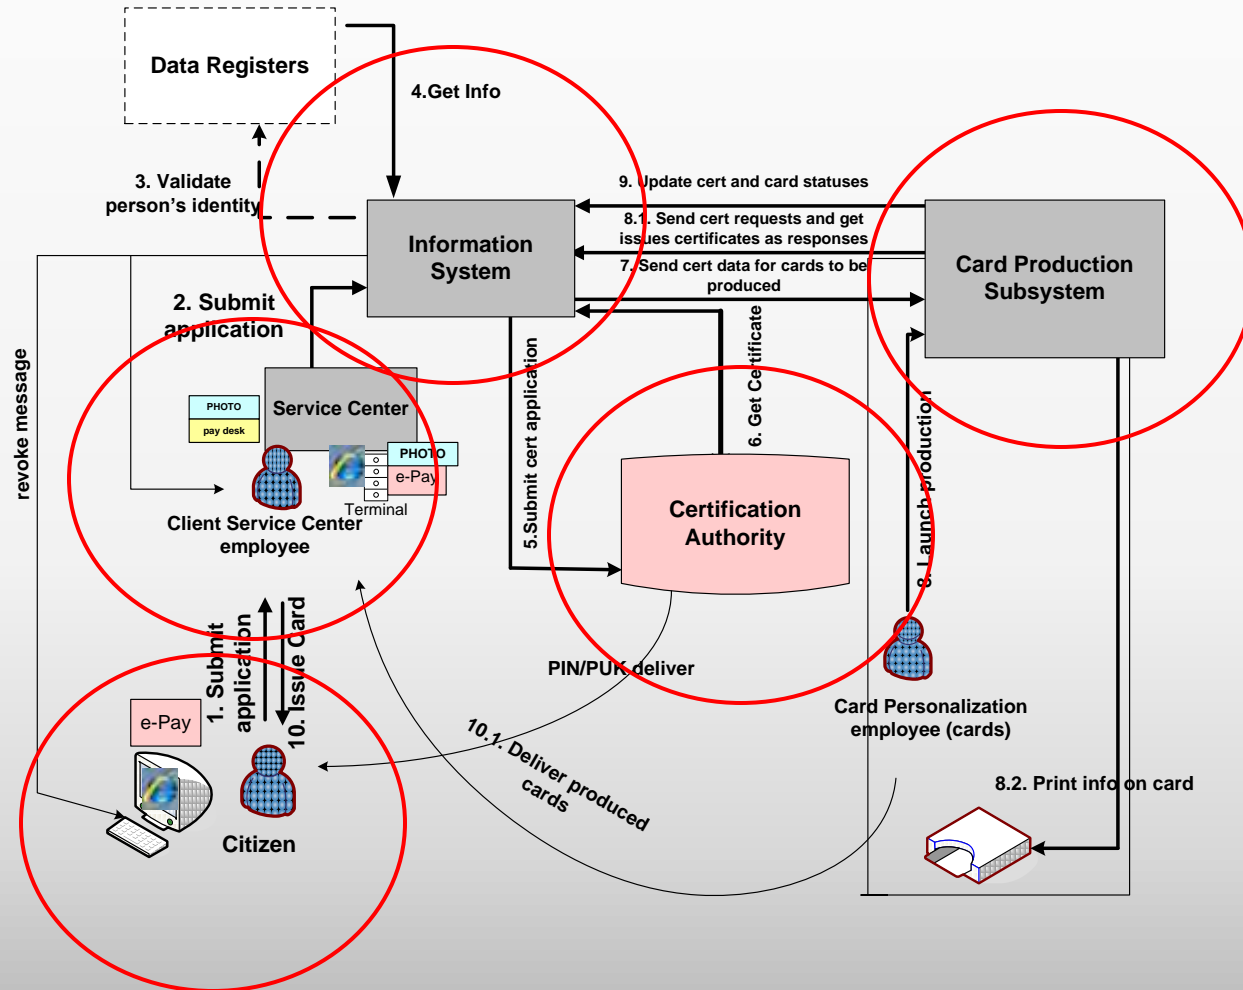 Data Registers
4.Get Info
3. Validate
person's identity
9. Update cert and card statuses
8.1. Send cert requests and get
issues certificates as responses
7. Send cert data for cards to be
produced
Information
System
Card Production
Subsystem
2. Submit
application
revoke message
PHOTO
pay desk
Service Center
PHOTO
e-Pay
Terminal
Client Service Center
employee
5.Submit cert application
6. Get Certificate
Certification
Authority
8. Launch production
1. Submit
application
10. Issue Card
PIN/PUK deliver
Card Personalization
employee (cards)
e-Pay
Citizen
10.1. Deliver produced
cards
8.2. Print info on card